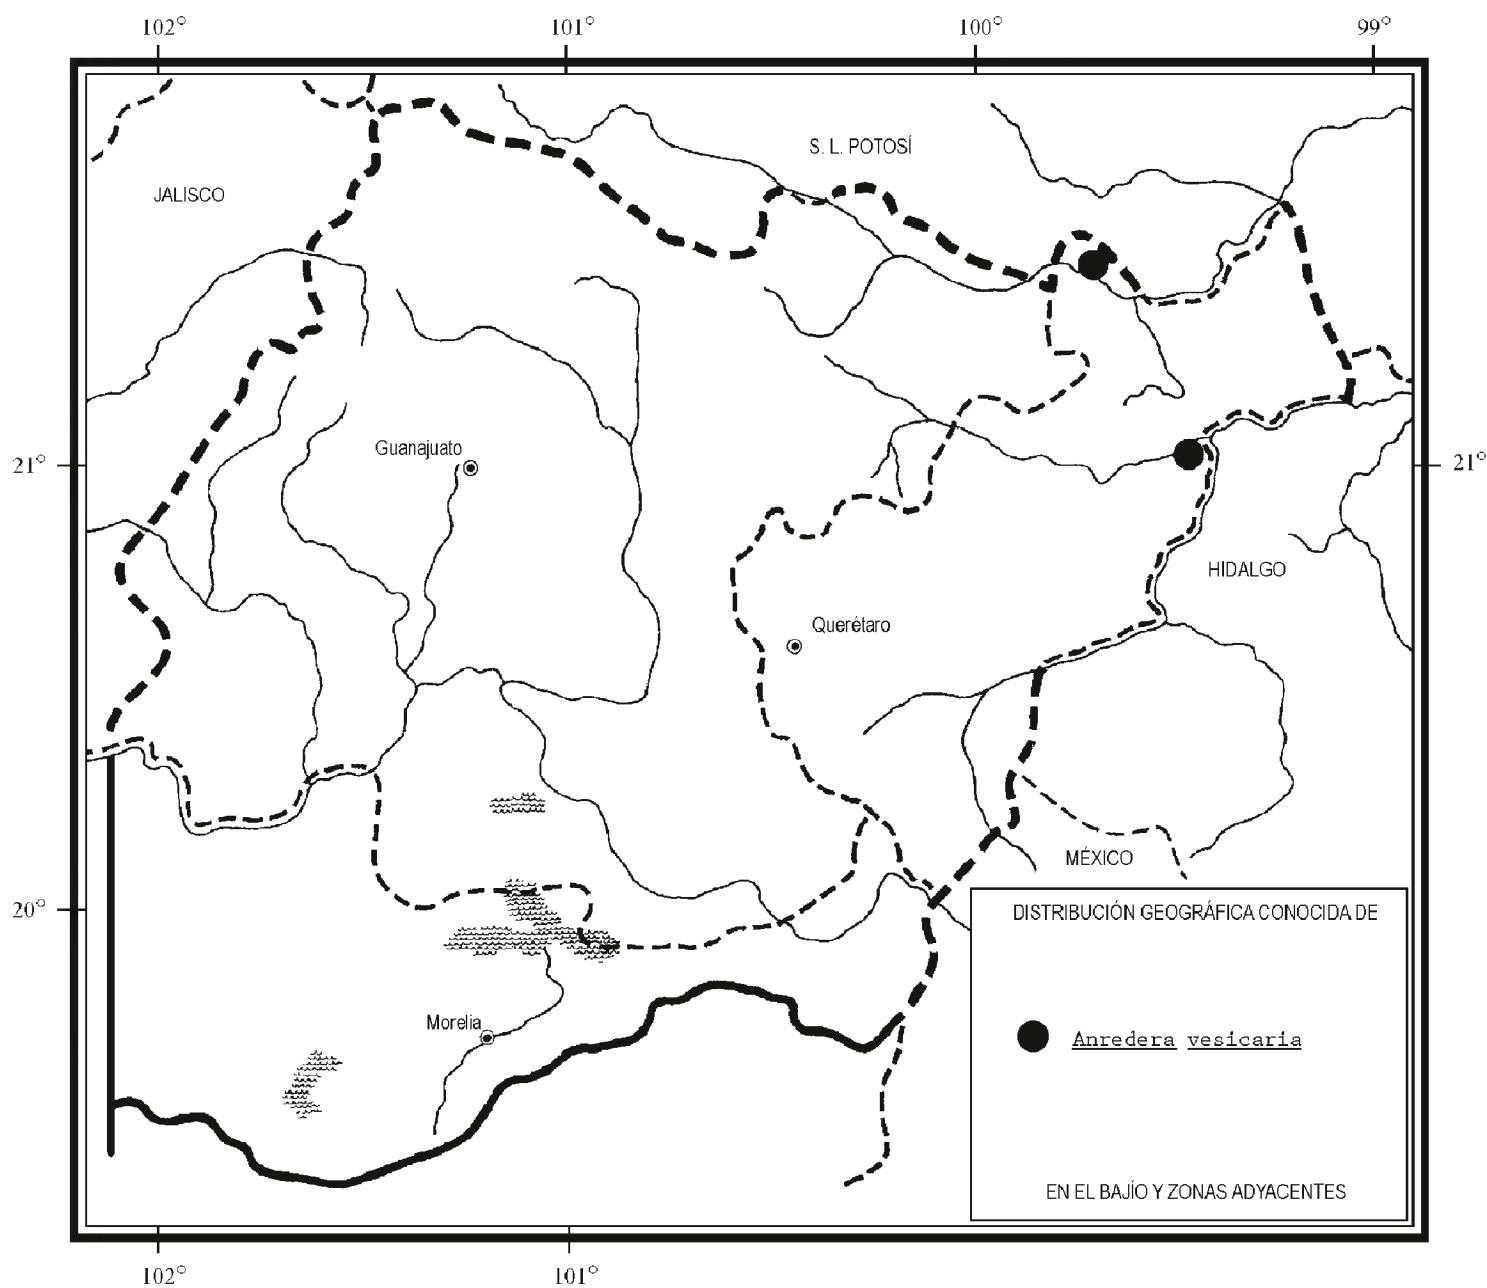 102° 101° 100° 99°
S. L. POTOSÍ
JALISCO
Guanajuato
21° 21°
HIDALGO
Querétaro
MÉXICO
20°
DISTRIBUCIÓN GEOGRÁFICA CONOCIDA DE
Morelia
Anredera vesicaria
EN EL BAJÍO Y ZONAS ADYACENTES
102° 101°